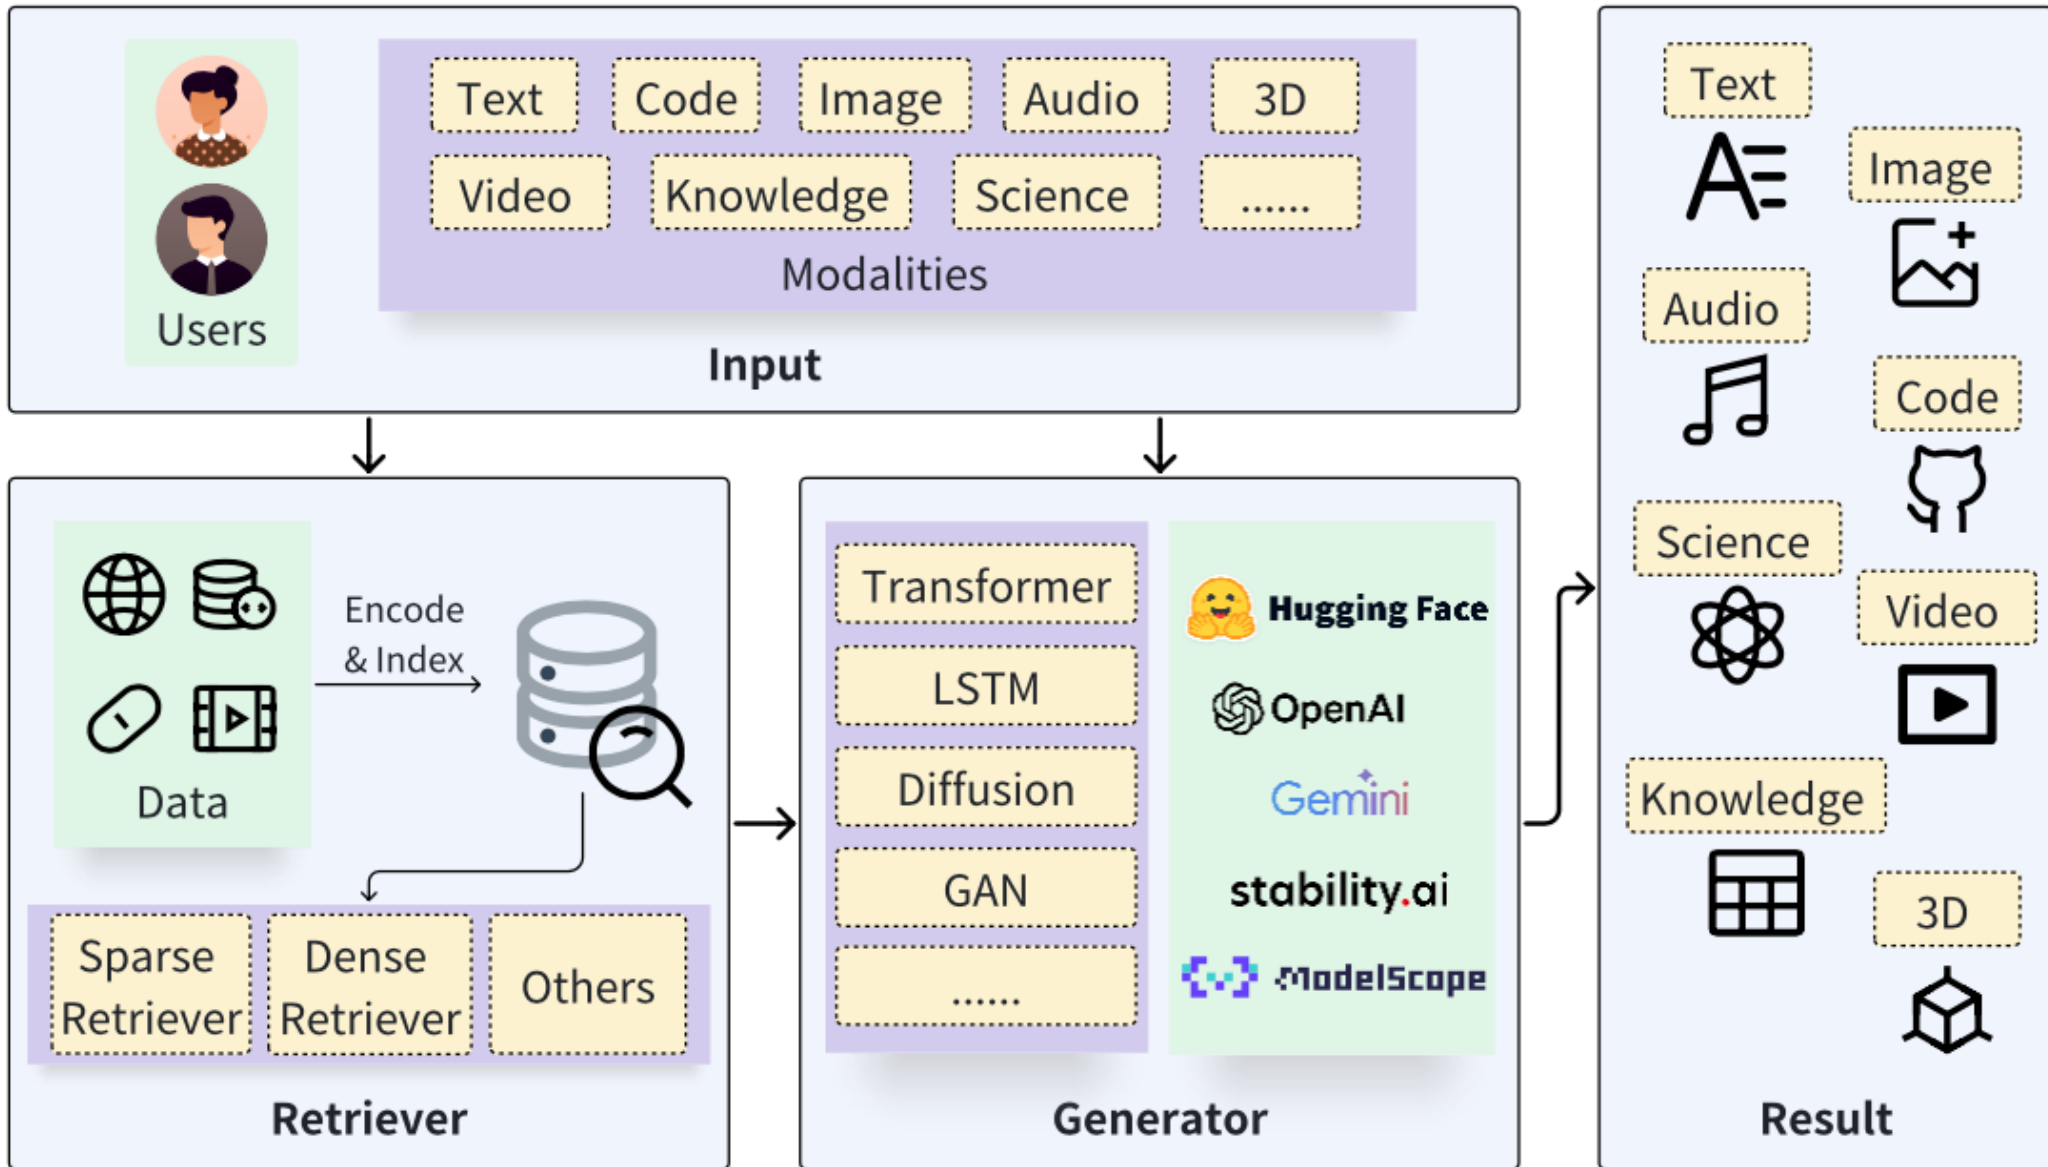 Users
Text
Code
Image
Audio
3D
Video
Knowledge
Science
......
Modalities
Input
Data
Encode
& Index
Sparse
Retriever
Dense
Retriever
Others
Retriever
Transformer
LSTM
Diffusion
GAN
......
Hugging Face
OpenAI
Gemini
stability.ai
ModelScope
Generator
Text
Image
Audio
Code
Science
Video
Knowledge
3D
Result